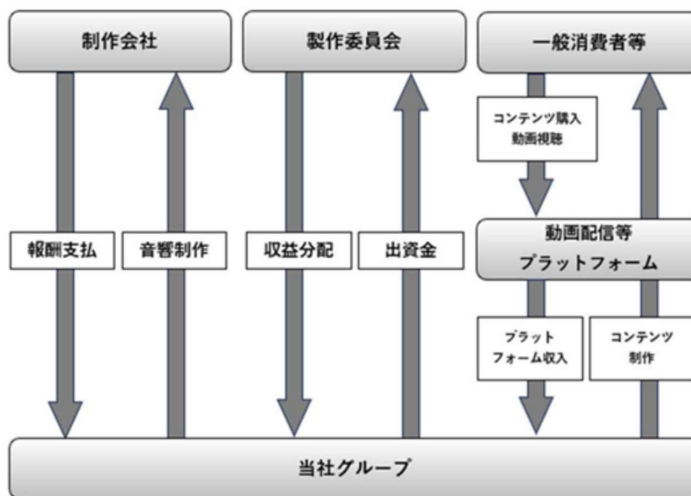 制作会社
製作委員会
一般消費者等
コンテンツ購入
動画視聴
報酬支払
音響制作
収益分配
出資金
動画配信等
プラットフォーム
プラット
フォーム収入
コンテンツ
制作
当社グループ